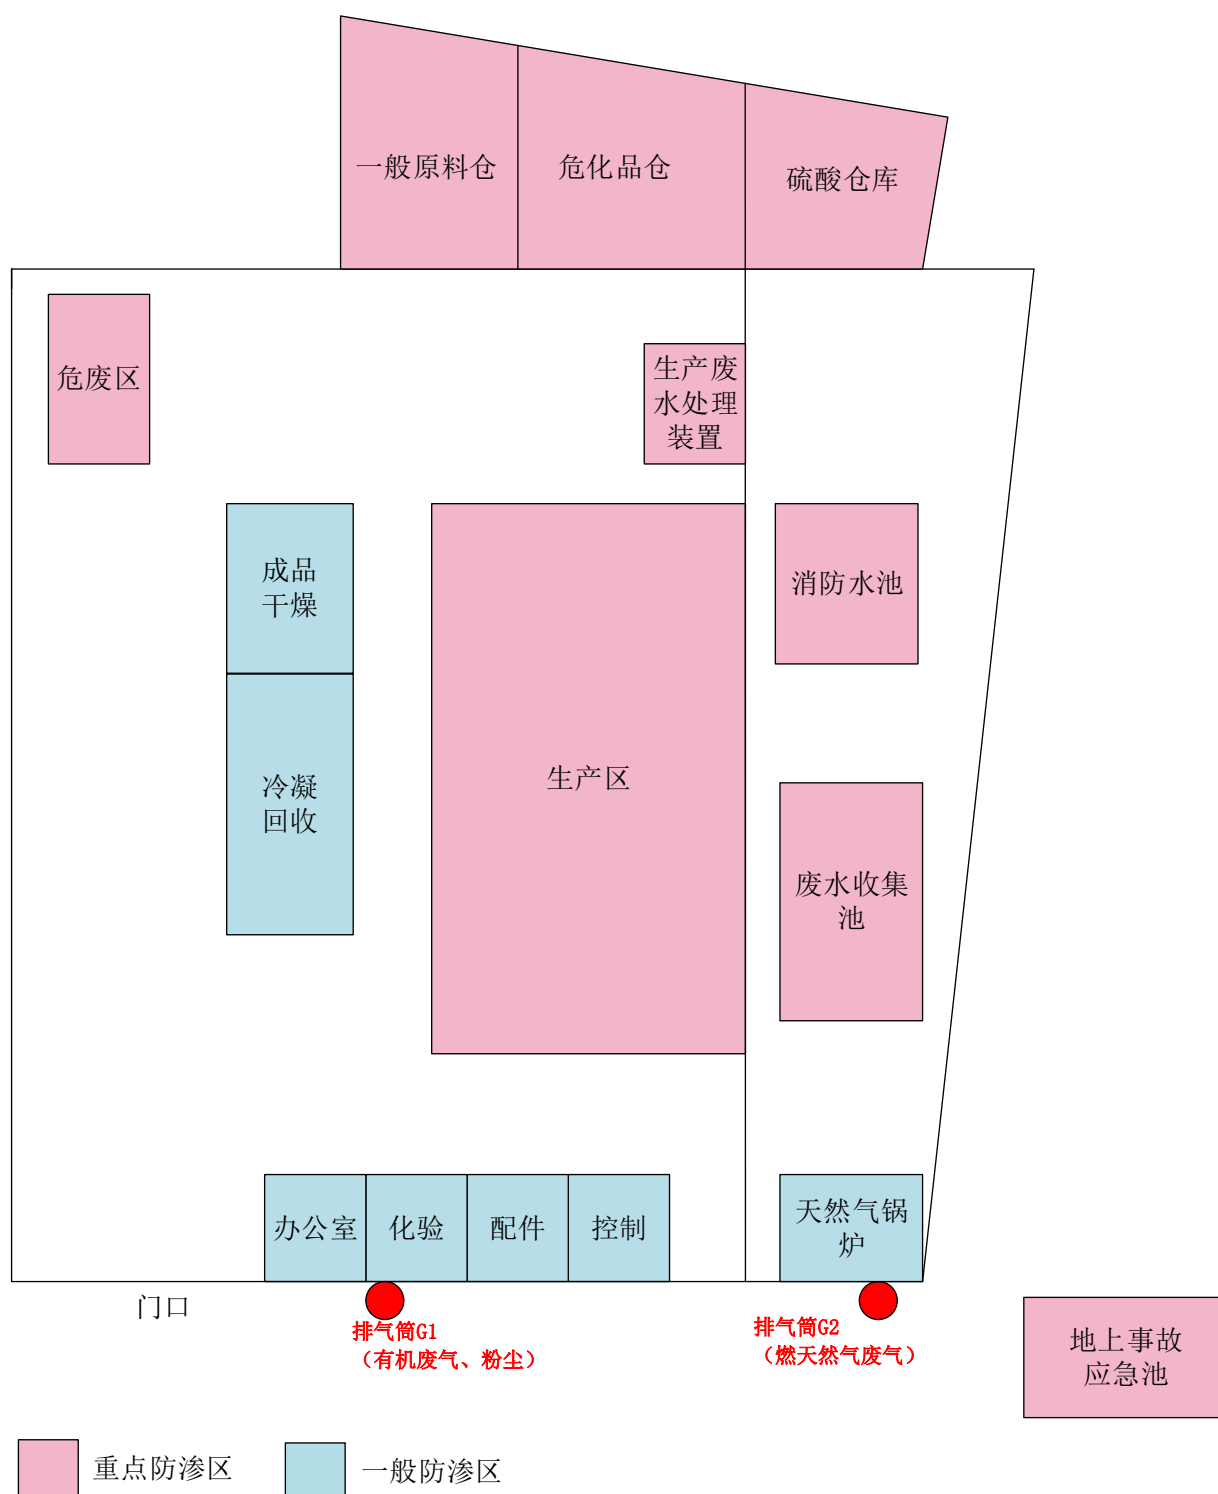 一般原料仓
危化品仓
硫酸仓库
危废区
生产废
水处理
装置
成品
干燥
消防水池
冷凝
回收
生产区
废水收集
池
办公室
化验
配件
控制
天然气锅
炉
门口
排气筒G1
（有机废气、粉尘）
排气筒G2
（燃天然气废气）
地上事故
应急池
重点防渗区
一般防渗区